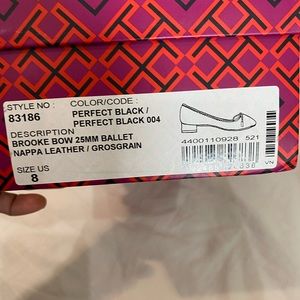 STYLE NO :
83186
COLOR/CODE :
PERFECT BLACK /
PERFECT BLACK 004
DESCRIPTION
BROOKE BOW 25MM BALLET
NAPPA LEATHER / GROSGRAIN
4400110928 521
SIZE US
8
V2